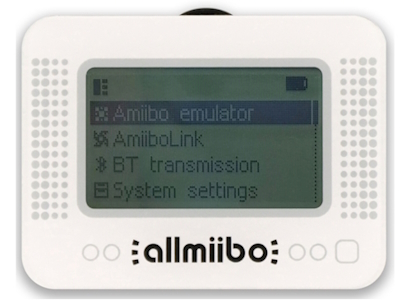 Amiibo emulator
AmiiboLink
BT transmission
System settings
allmiibo